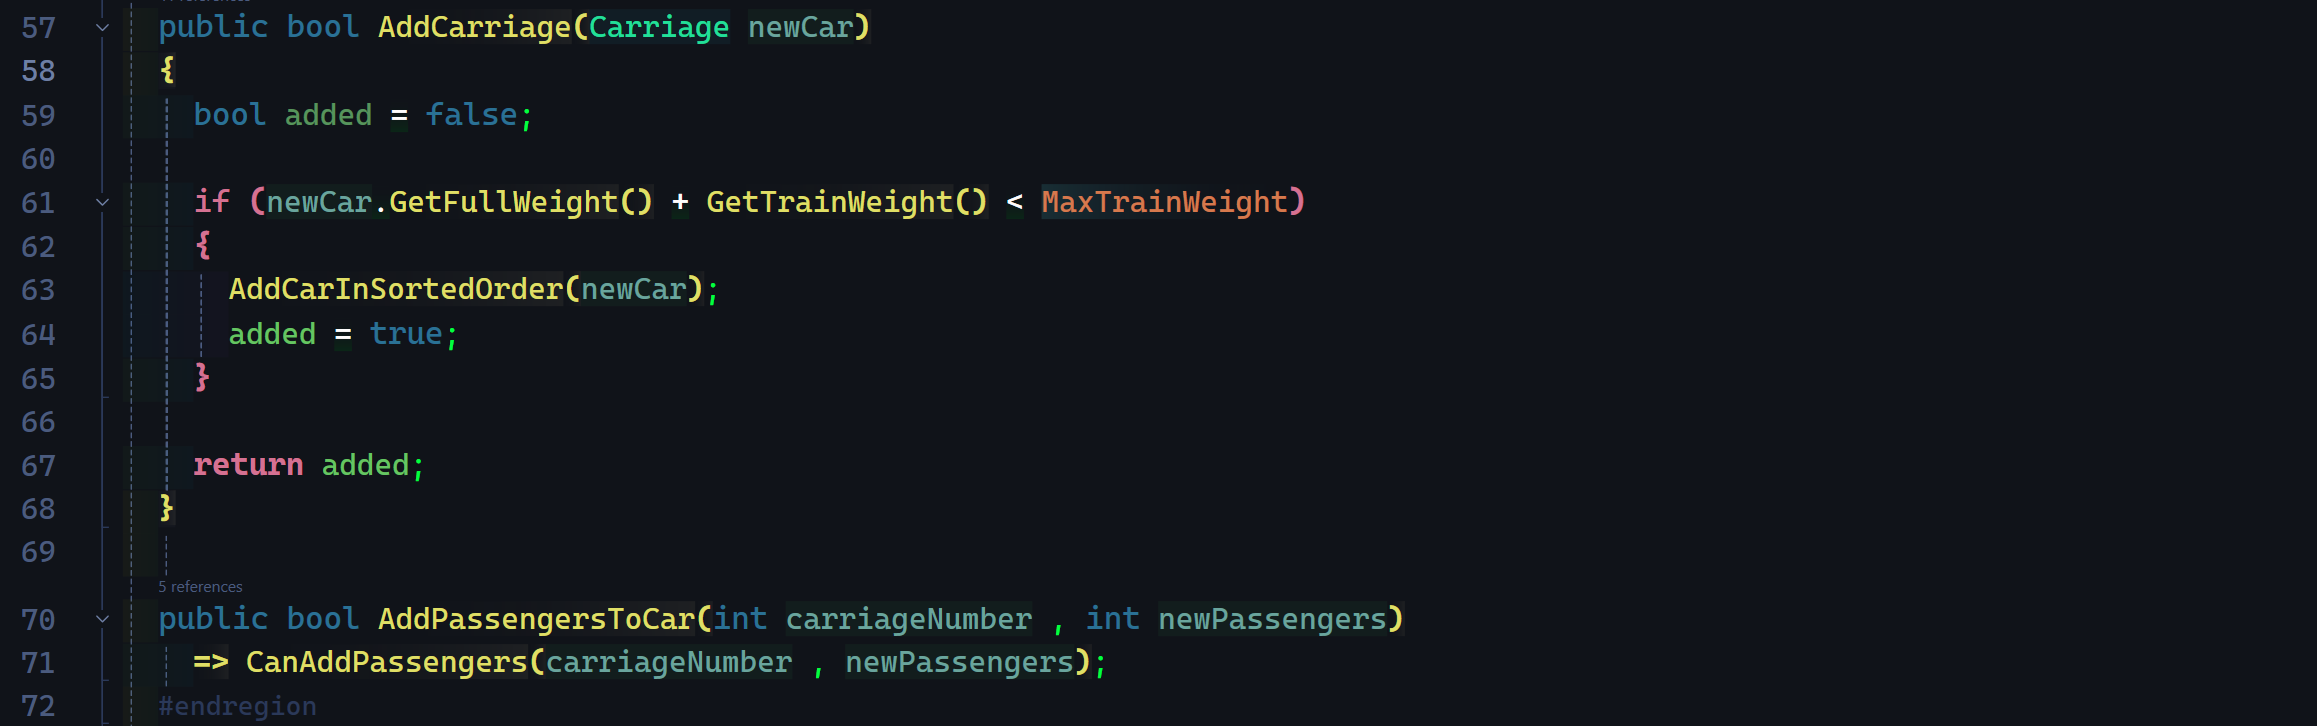 57 public bool AddCarriage(Carriage newCar)
58 {
59 bool added = false;
60
61 if (newCar.GetFullWeight() + GetTrainWeight() < MaxTrainWeight)
62 {
63 AddCarInSortedOrder(newCar);
64 added = true;
65 }
66
67 return added;
68 }
69
5 references
70 public bool AddPassengersToCar(int carriageNumber , int newPassengers)
71 => CanAddPassengers(carriageNumber , newPassengers);
72 #endregion